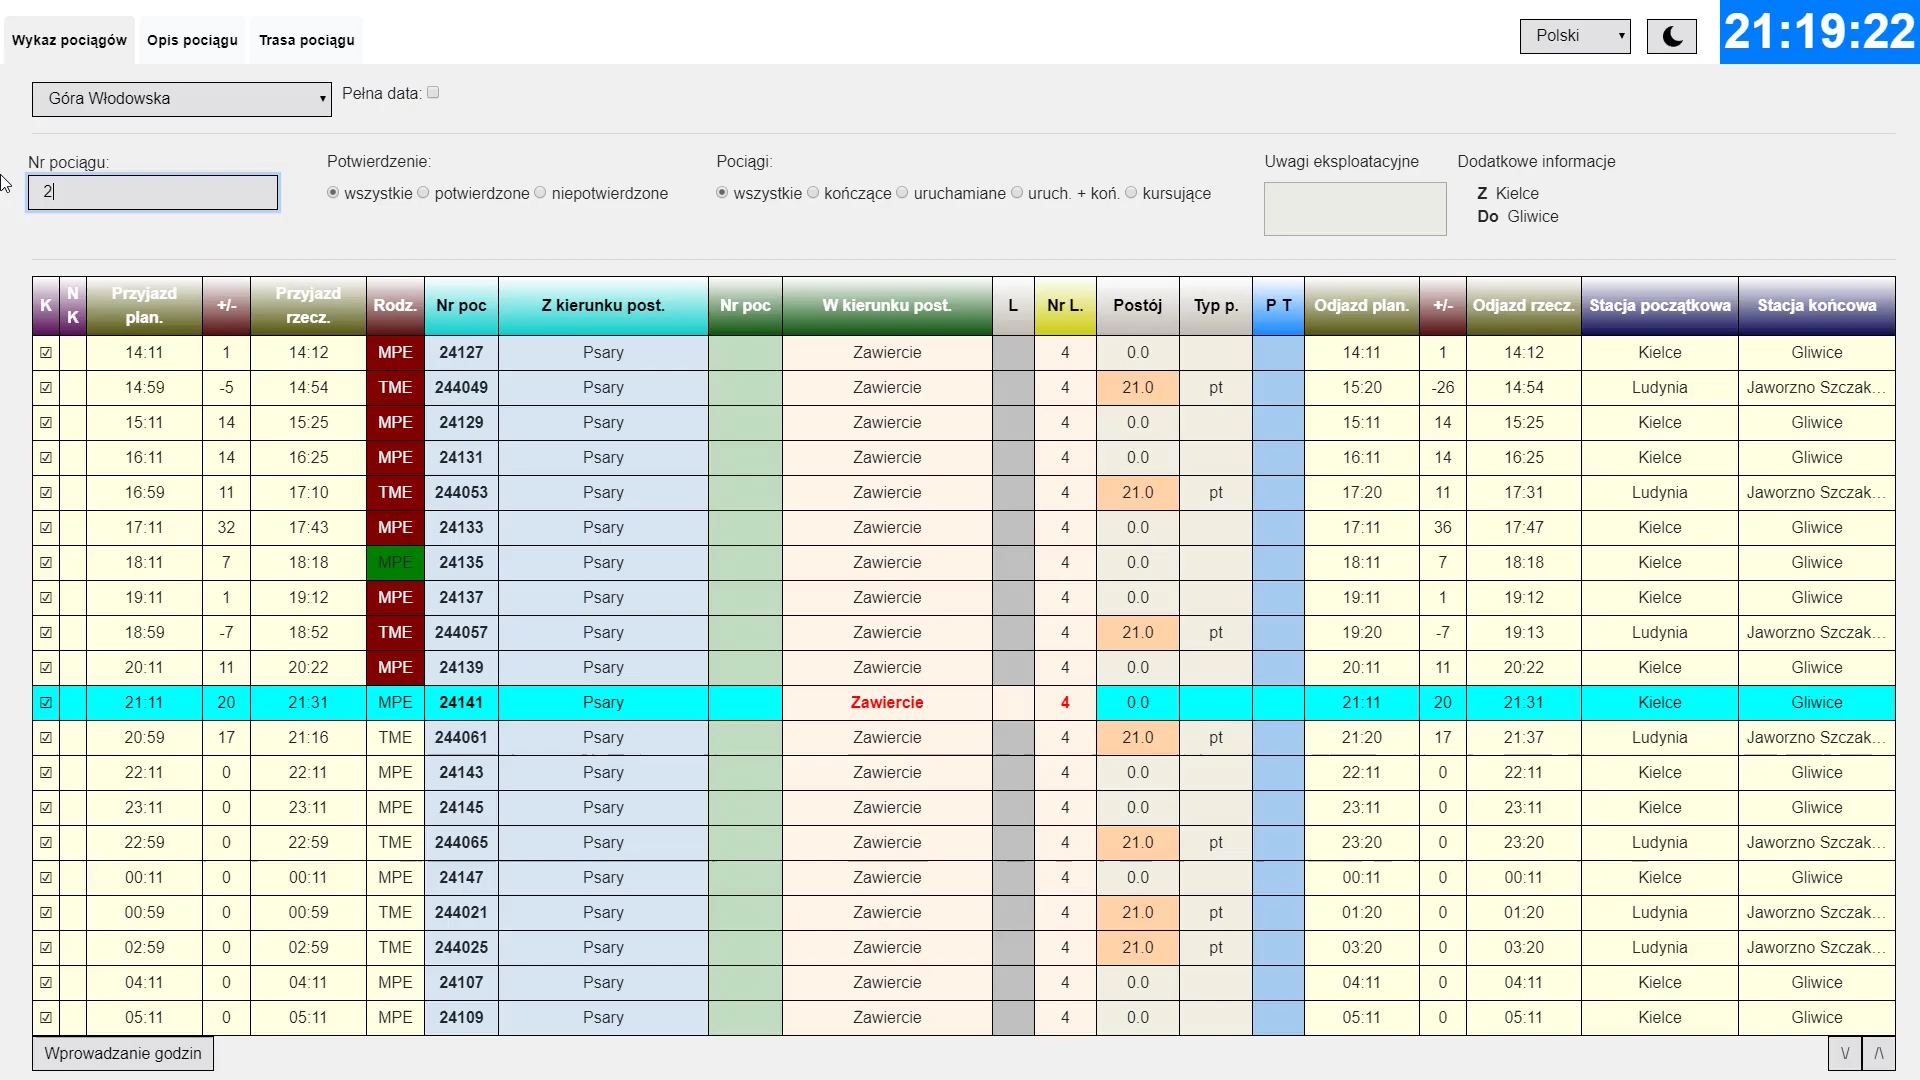 Wykaz pociągów Opis pociągu Trasa pociągu Polski 21:19:22
Góra Włodowska Pełna data:
Nr pociągu: Potwierdzenie: Pociągi: Uwagi eksploatacyjne Dodatkowe informacje
2 wszystkie potwierdzone niepotwierdzone wszystkie kończące uruchamiane uruch. + koń. kursujące Z Kielce
Do Gliwice
K N K Przyjazd plan. +/- Przyjazd rzecz. Rodz. Nr poc Z kierunku post. Nr poc W kierunku post. L Nr L. Postój Typ p. P T Odjazd plan. +/- Odjazd rzecz. Stacja początkowa Stacja końcowa
14:11 1 14:12 MPE 24127 Psary Zawiercie 4 0.0 14:11 1 14:12 Kielce Gliwice
14:59 -5 14:54 TME 244049 Psary Zawiercie 4 21.0 pt 15:20 -26 14:54 Ludynia Jaworzno Szczak...
15:11 14 15:25 MPE 24129 Psary Zawiercie 4 0.0 15:11 14 15:25 Kielce Gliwice
16:11 14 16:25 MPE 24131 Psary Zawiercie 4 0.0 16:11 14 16:25 Kielce Gliwice
16:59 11 17:10 TME 244053 Psary Zawiercie 4 21.0 pt 17:20 11 17:31 Ludynia Jaworzno Szczak...
17:11 32 17:43 MPE 24133 Psary Zawiercie 4 0.0 17:11 36 17:47 Kielce Gliwice
18:11 7 18:18 MPE 24135 Psary Zawiercie 4 0.0 18:11 7 18:18 Kielce Gliwice
19:11 1 19:12 MPE 24137 Psary Zawiercie 4 0.0 19:11 1 19:12 Kielce Gliwice
18:59 -7 18:52 TME 244057 Psary Zawiercie 4 21.0 pt 19:20 -7 19:13 Ludynia Jaworzno Szczak...
20:11 11 20:22 MPE 24139 Psary Zawiercie 4 0.0 20:11 11 20:22 Kielce Gliwice
21:11 20 21:31 MPE 24141 Psary Zawiercie 4 0.0 21:11 20 21:31 Kielce Gliwice
20:59 17 21:16 TME 244061 Psary Zawiercie 4 21.0 pt 21:20 17 21:37 Ludynia Jaworzno Szczak...
22:11 0 22:11 MPE 24143 Psary Zawiercie 4 0.0 22:11 0 22:11 Kielce Gliwice
23:11 0 23:11 MPE 24145 Psary Zawiercie 4 0.0 23:11 0 23:11 Kielce Gliwice
22:59 0 22:59 TME 244065 Psary Zawiercie 4 21.0 pt 23:20 0 23:20 Ludynia Jaworzno Szczak...
00:11 0 00:11 MPE 24147 Psary Zawiercie 4 0.0 00:11 0 00:11 Kielce Gliwice
00:59 0 00:59 TME 244021 Psary Zawiercie 4 21.0 pt 01:20 0 01:20 Ludynia Jaworzno Szczak...
02:59 0 02:59 TME 244025 Psary Zawiercie 4 21.0 pt 03:20 0 03:20 Ludynia Jaworzno Szczak...
04:11 0 04:11 MPE 24107 Psary Zawiercie 4 0.0 04:11 0 04:11 Kielce Gliwice
05:11 0 05:11 MPE 24109 Psary Zawiercie 4 0.0 05:11 0 05:11 Kielce Gliwice
Wprowadzanie godzin \/ /\